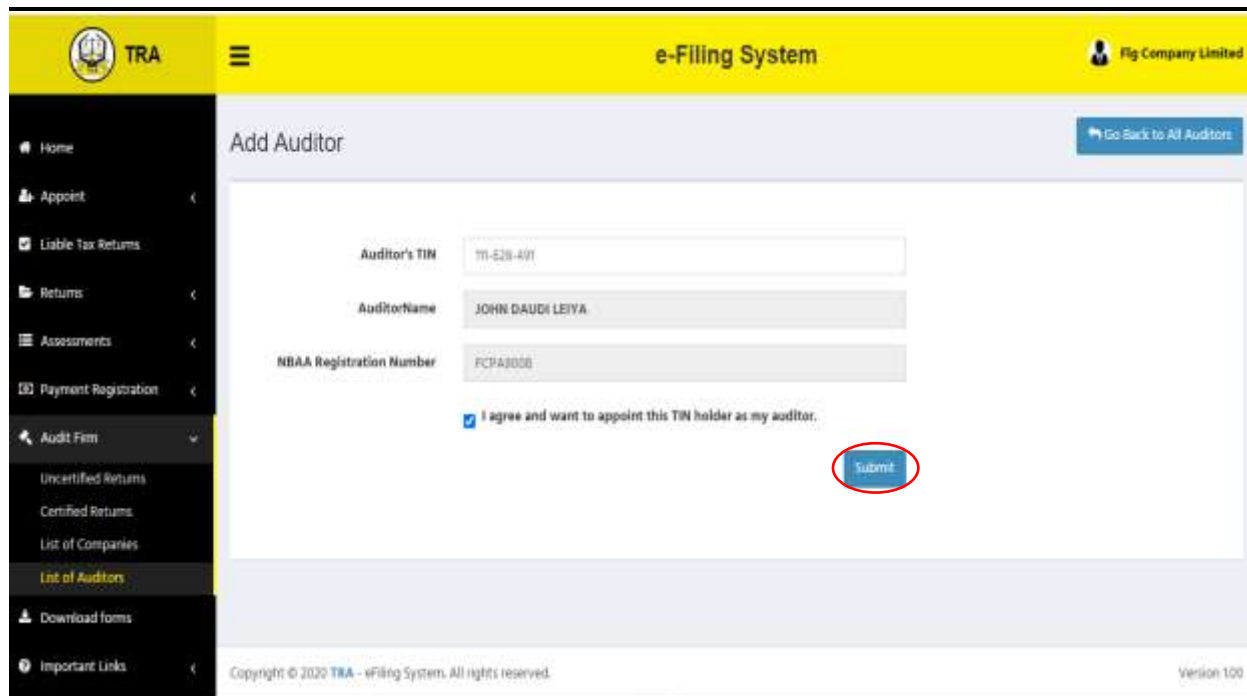 TRA
e-Filing System
Flg Company Limited
Home
Add Auditor
Go Back to All Auditors
Appoint
Liable Tax Returns
Returns
Assessments
Payment Registration
Audit Firm
Uncertified Returns
Certified Returns
List of Companies
List of Auditors
Download forms
Important Links
Auditor's TIN
AuditorName JOHN DAUDI LEIYA
NBAA Registration Number
I agree and want to appoint this TIN holder as my auditor.
Submit
Copyright © 2020 TRA - eFiling System. All rights reserved.
Version 1.0.0